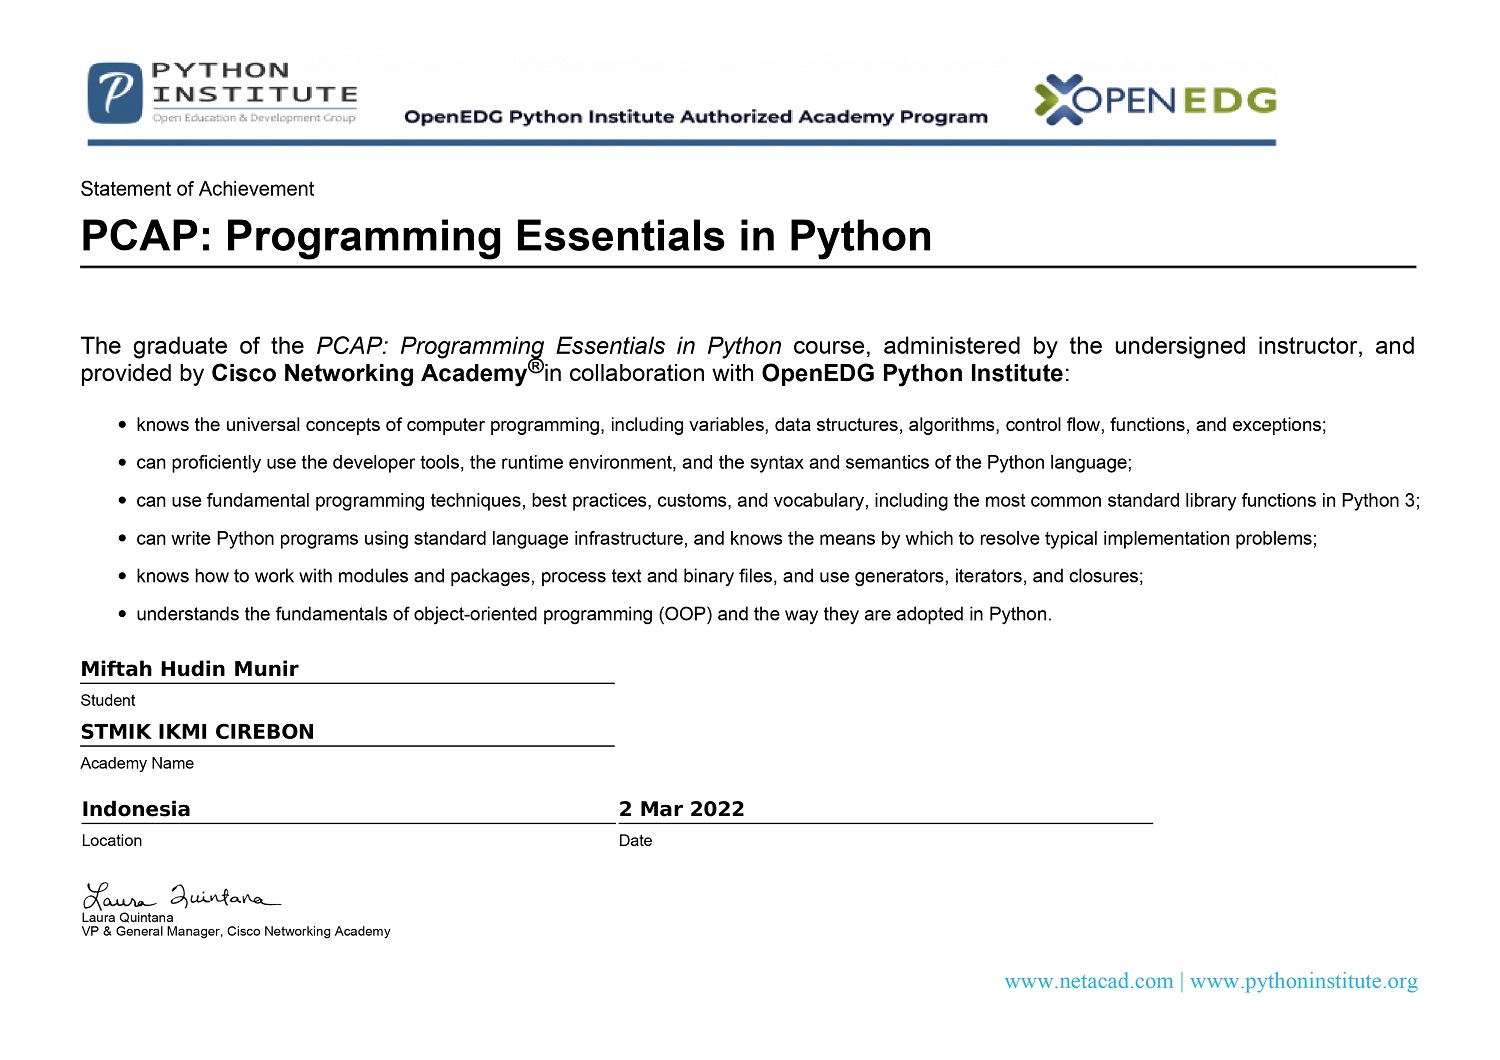 PYTHON
INSTITUTE
Open Education & Development Group
OpenEDG Python Institute Authorized Academy Program
OPENEDG
Statement of Achievement
PCAP: Programming Essentials in Python
The graduate of the PCAP: Programming Essentials in Python course, administered by the undersigned instructor, and
provided by Cisco Networking Academy®in collaboration with OpenEDG Python Institute:
• knows the universal concepts of computer programming, including variables, data structures, algorithms, control flow, functions, and exceptions;
• can proficiently use the developer tools, the runtime environment, and the syntax and semantics of the Python language;
• can use fundamental programming techniques, best practices, customs, and vocabulary, including the most common standard library functions in Python 3;
• can write Python programs using standard language infrastructure, and knows the means by which to resolve typical implementation problems;
• knows how to work with modules and packages, process text and binary files, and use generators, iterators, and closures;
• understands the fundamentals of object-oriented programming (OOP) and the way they are adopted in Python.
Miftah Hudin Munir
Student
STMIK IKMI CIREBON
Academy Name
Indonesia 2 Mar 2022
Location Date
Laura Quintana
Laura Quintana
VP & General Manager, Cisco Networking Academy
www.netacad.com | www.pythoninstitute.org